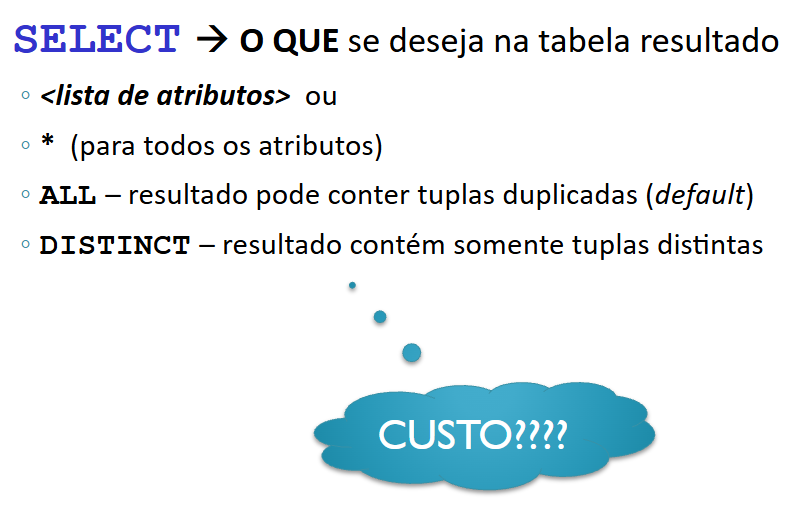 SELECT → O QUE se deseja na tabela resultado
◦ <lista de atributos> ou
◦ * (para todos os atributos)
◦ ALL – resultado pode conter tuplas duplicadas (default)
◦ DISTINCT – resultado contém somente tuplas distintas
CUSTO????